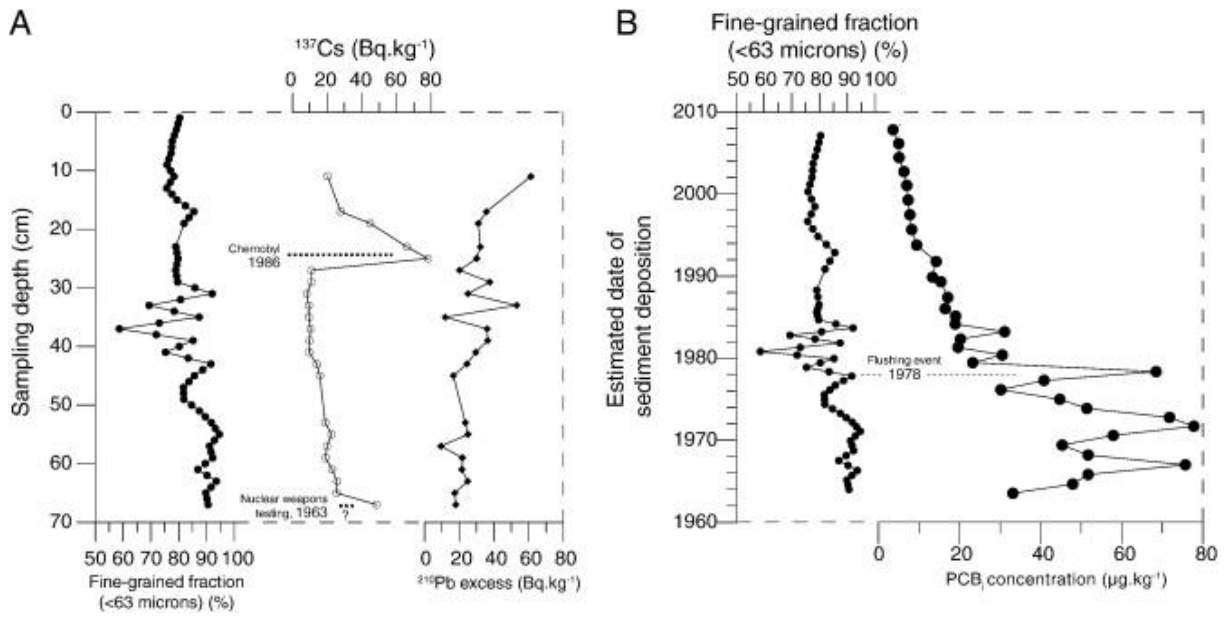 A
¹³⁷Cs (Bq.kg⁻¹)
0 20 40 60 80
0
10
20
30
40
50
60
70
Sampling depth (cm)
Chernobyl
1986
Nuclear weapons
testing, 1963
?
50 60 70 80 90 100
Fine-grained fraction
(<63 microns) (%)
0 20 40 60 80
²¹⁰Pb excess (Bq.kg⁻¹)
B
Fine-grained fraction
(<63 microns) (%)
50 60 70 80 90 100
2010
2000
1990
1980
1970
1960
Estimated date of
sediment deposition
Flushing event
1978
0 20 40 60 80
PCBᵢ concentration (µg.kg⁻¹)